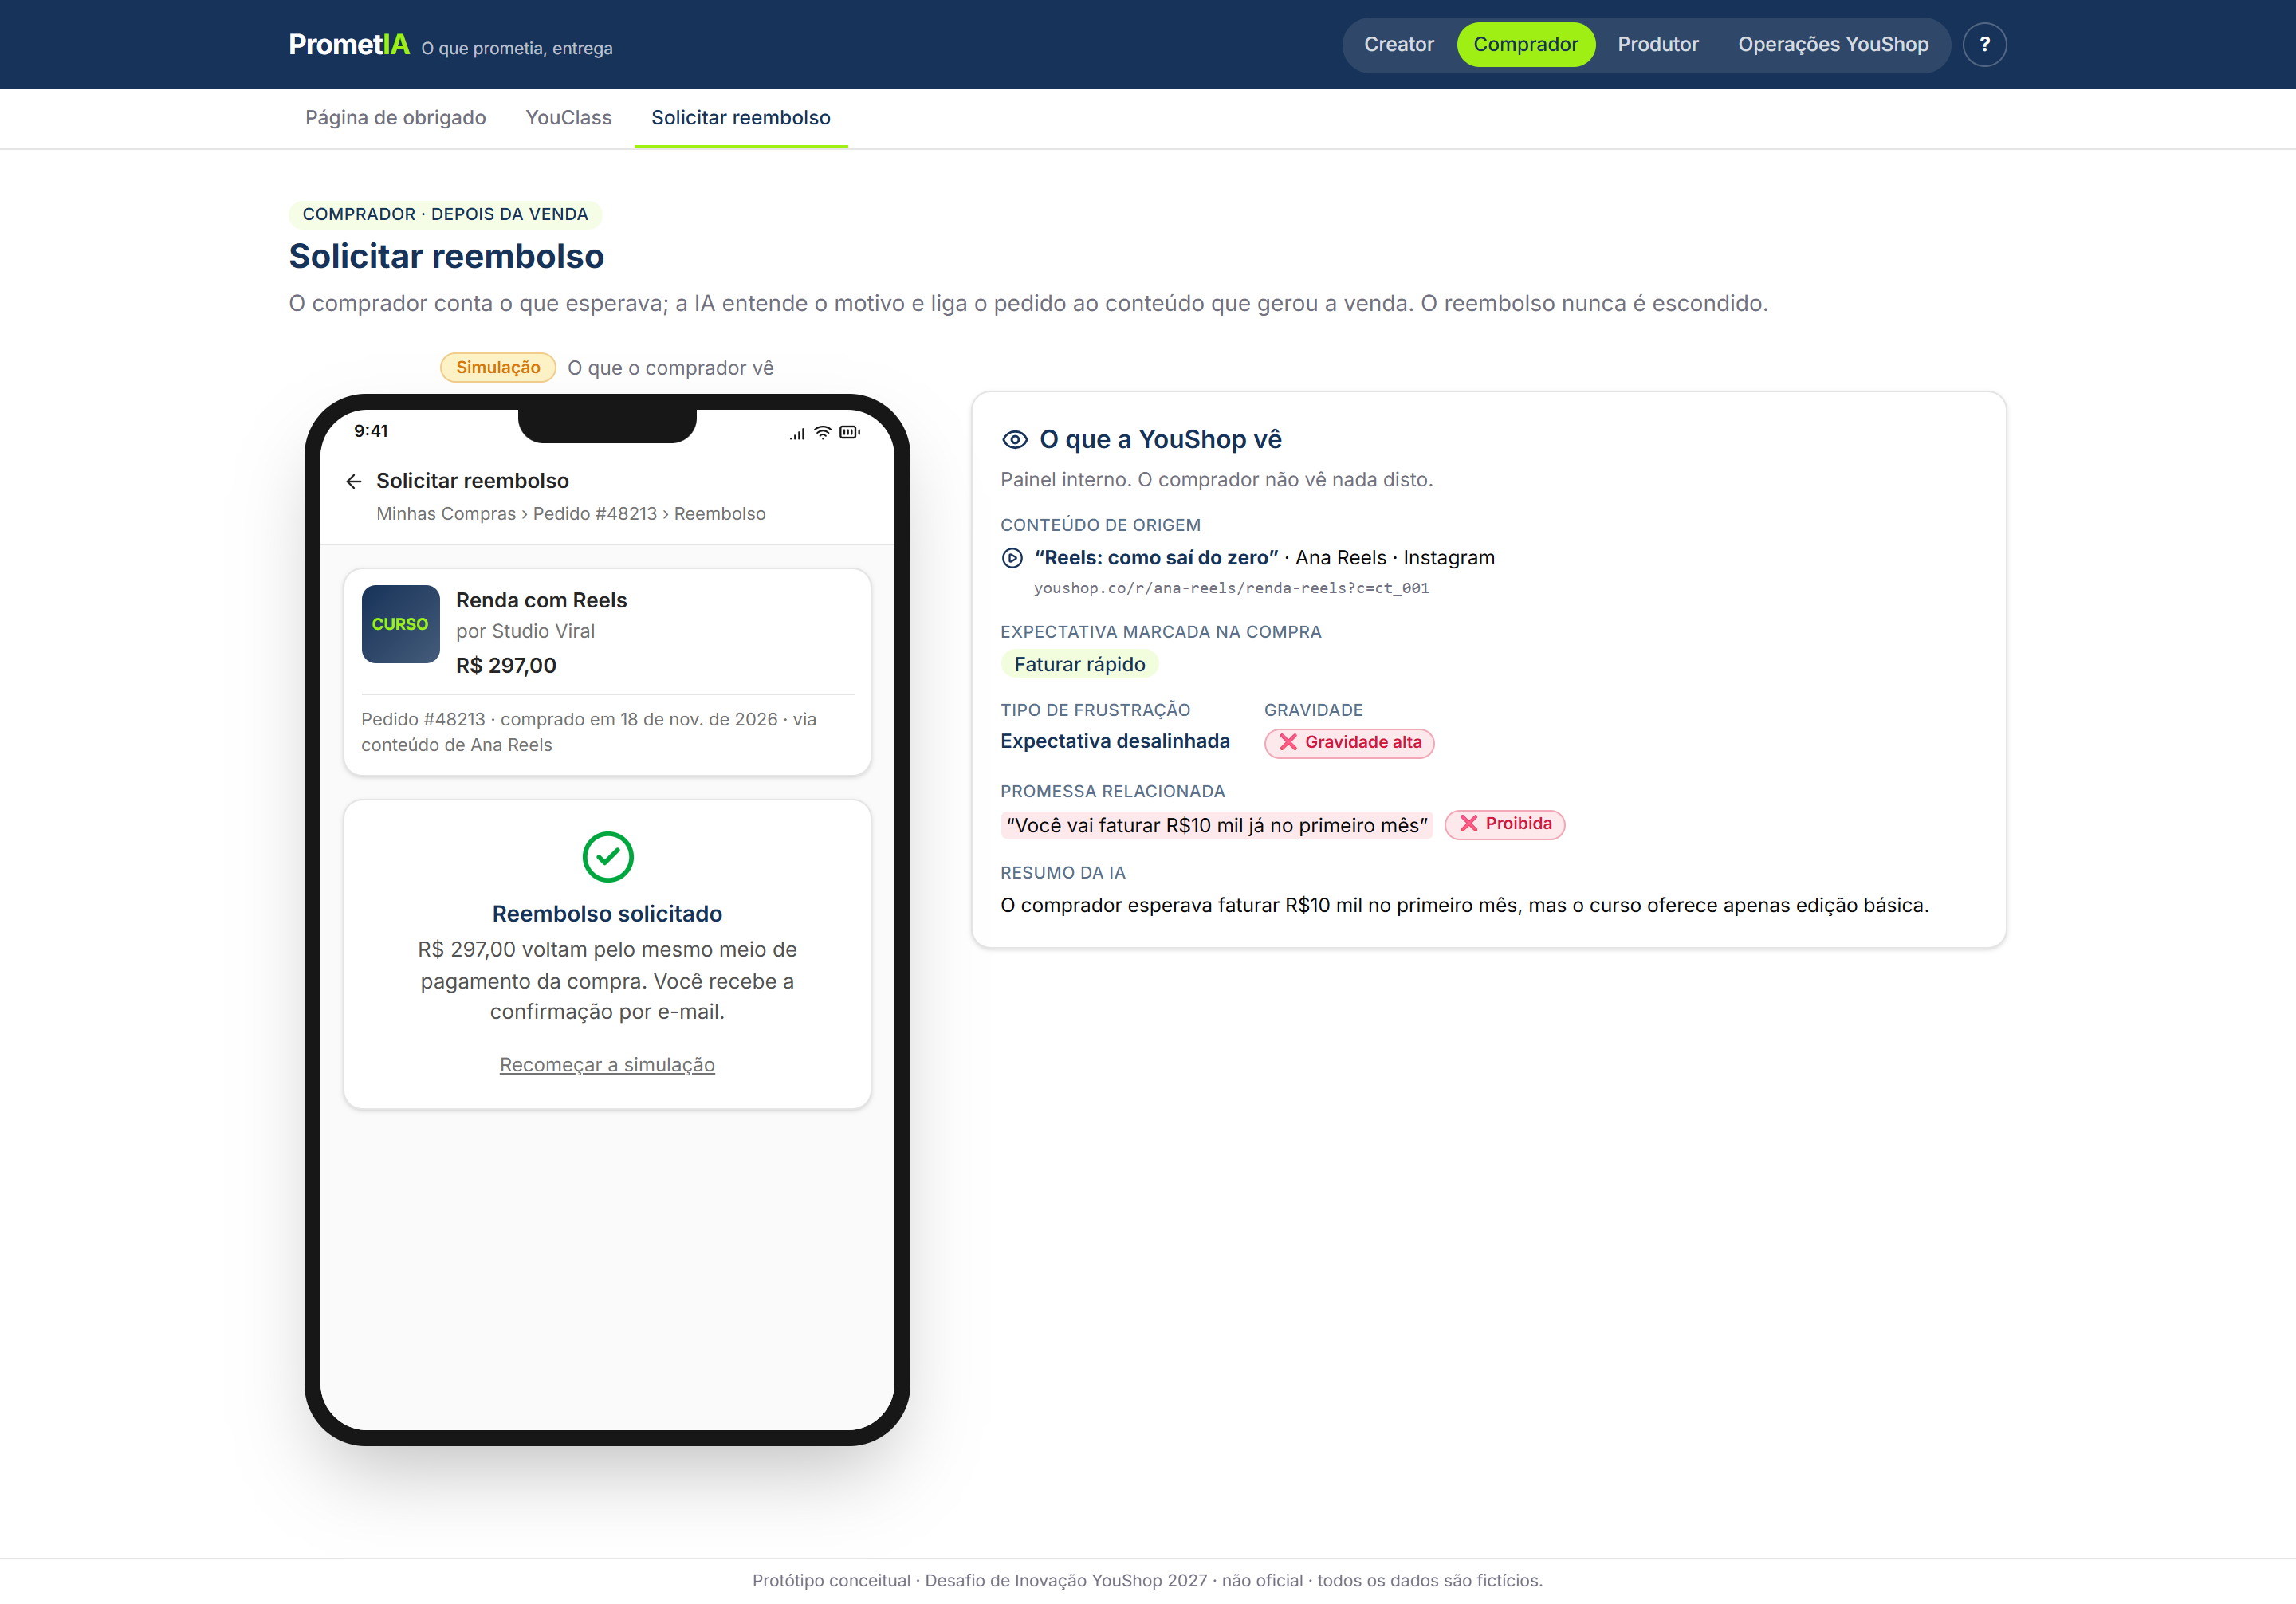 PrometIA O que prometia, entrega
Creator Comprador Produtor Operações YouShop ?
Página de obrigado YouClass Solicitar reembolso
COMPRADOR · DEPOIS DA VENDA
Solicitar reembolso
O comprador conta o que esperava; a IA entende o motivo e liga o pedido ao conteúdo que gerou a venda. O reembolso nunca é escondido.
Simulação O que o comprador vê
9:41
Solicitar reembolso
Minhas Compras › Pedido #48213 › Reembolso
CURSO
Renda com Reels
por Studio Viral
R$ 297,00
Pedido #48213 · comprado em 18 de nov. de 2026 · via
conteúdo de Ana Reels
Reembolso solicitado
R$ 297,00 voltam pelo mesmo meio de
pagamento da compra. Você recebe a
confirmação por e-mail.
Recomeçar a simulação
O que a YouShop vê
Painel interno. O comprador não vê nada disto.
CONTEÚDO DE ORIGEM
“Reels: como saí do zero” · Ana Reels · Instagram
youshop.co/r/ana-reels/renda-reels?c=ct_001
EXPECTATIVA MARCADA NA COMPRA
Faturar rápido
TIPO DE FRUSTRAÇÃO GRAVIDADE
Expectativa desalinhada ❌ Gravidade alta
PROMESSA RELACIONADA
“Você vai faturar R$10 mil já no primeiro mês” ❌ Proibida
RESUMO DA IA
O comprador esperava faturar R$10 mil no primeiro mês, mas o curso oferece apenas edição básica.
Protótipo conceitual · Desafio de Inovação YouShop 2027 · não oficial · todos os dados são fictícios.